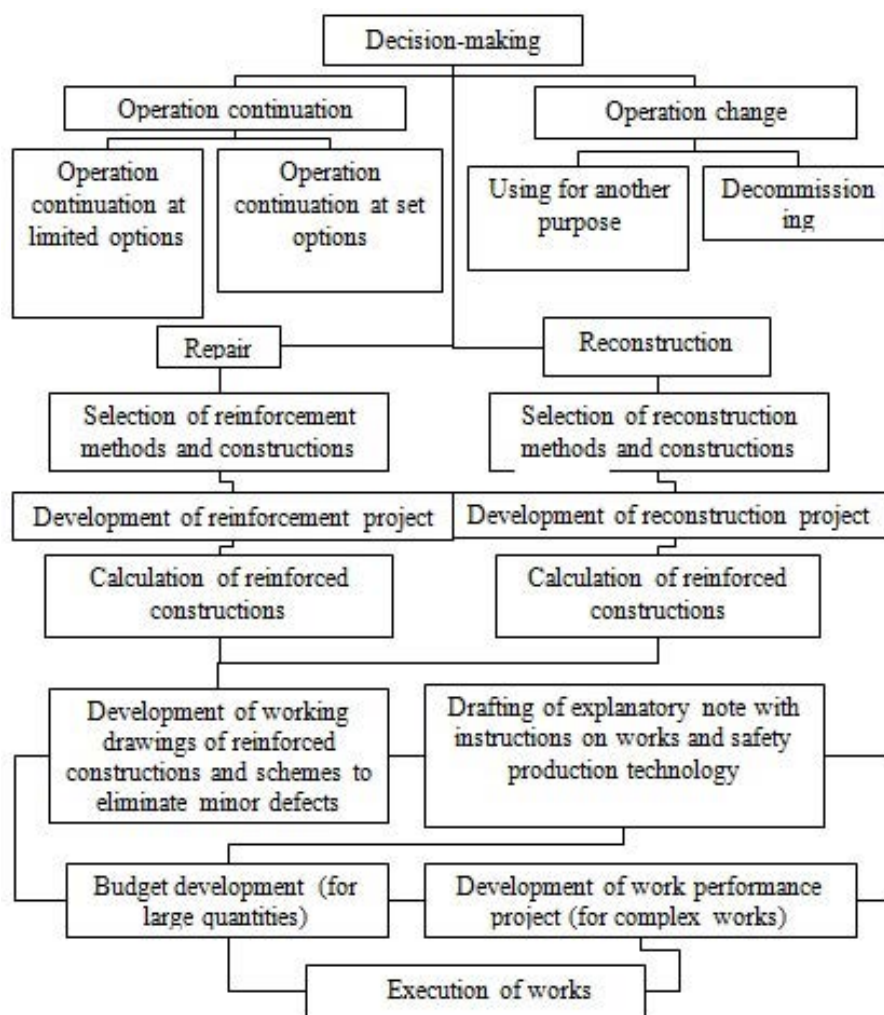 Decision-making
Operation continuation
Operation change
Operation
continuation at
limited options
Operation
continuation at set
options
Using for another
purpose
Decommission
ing
Repair
Reconstruction
Selection of reinforcement
methods and constructions
Selection of reconstruction
methods and constructions
Development of reinforcement project
Development of reconstruction project
Calculation of reinforced
constructions
Calculation of reinforced
constructions
Development of working
drawings of reinforced
constructions and schemes to
eliminate minor defects
Drafting of explanatory note with
instructions on works and safety
production technology
Budget development (for
large quantities)
Development of work performance
project (for complex works)
Execution of works